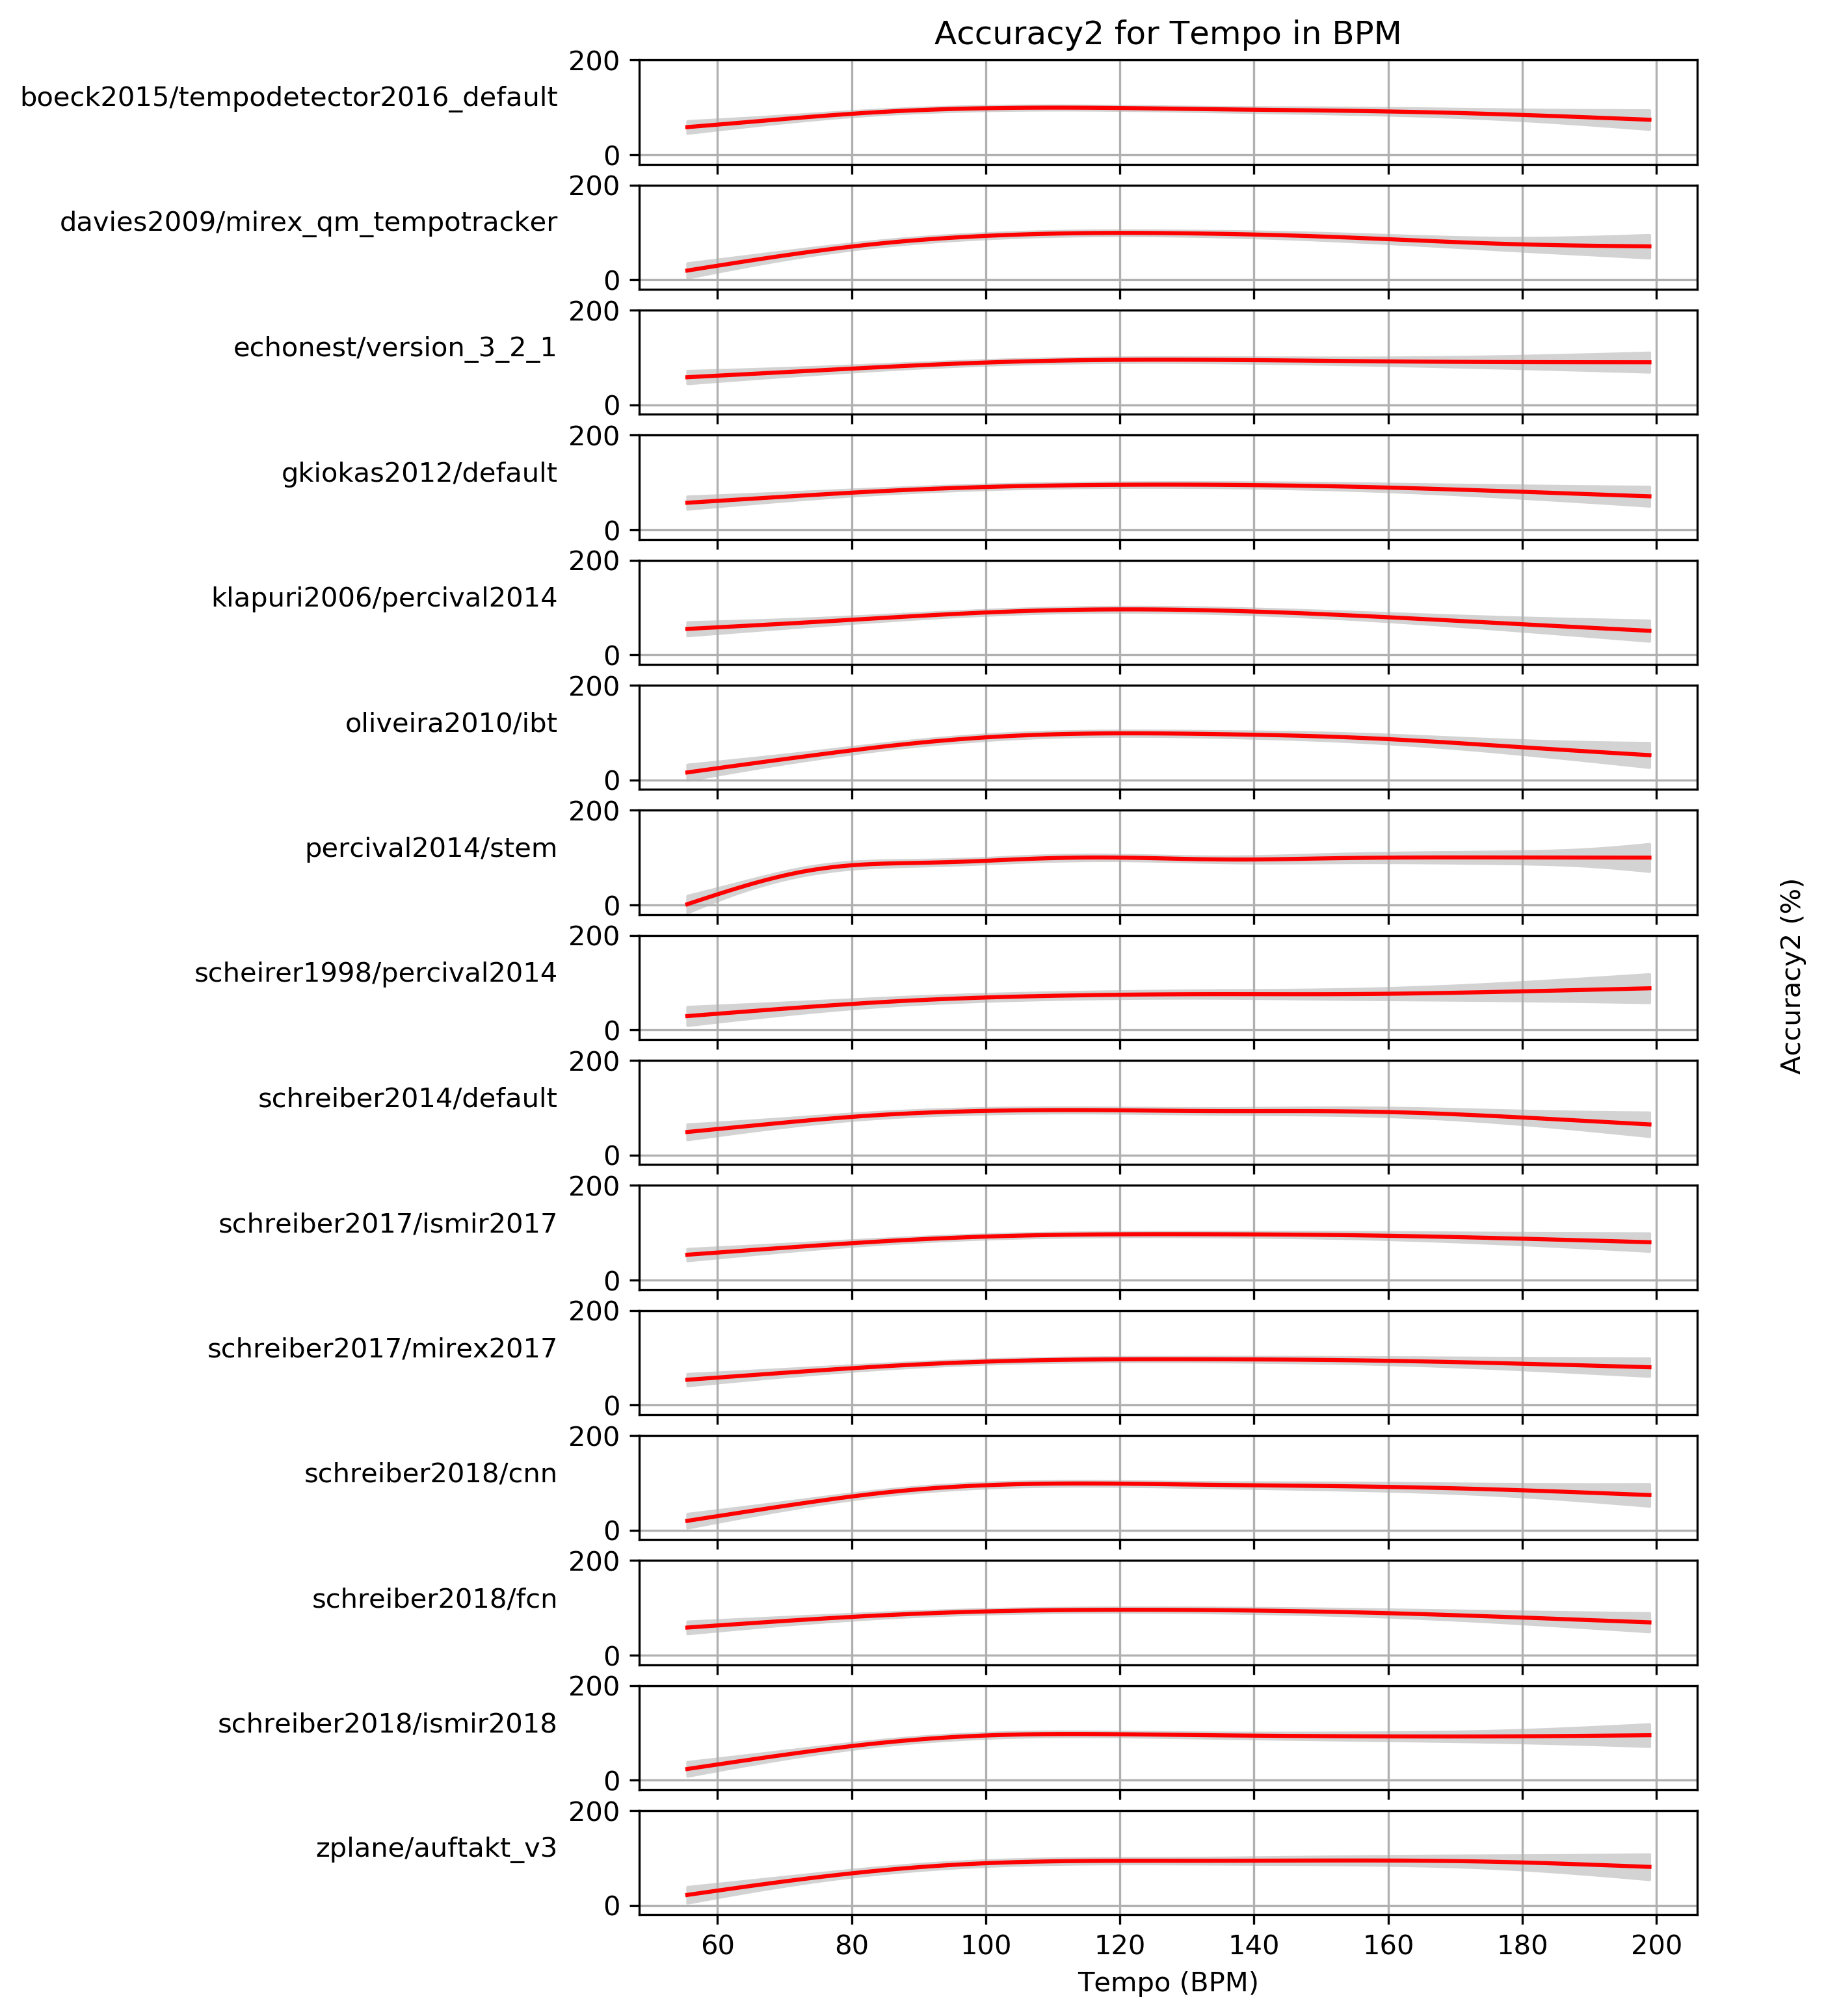 Accuracy2 for Tempo in BPM
200
boeck2015/tempodetector2016_default
0
200
davies2009/mirex_qm_tempotracker
0
200
echonest/version_3_2_1
0
200
gkiokas2012/default
0
200
klapuri2006/percival2014
0
200
oliveira2010/ibt
0
200
percival2014/stem
0
200
scheirer1998/percival2014
0
200
schreiber2014/default
0
200
schreiber2017/ismir2017
0
200
schreiber2017/mirex2017
0
200
schreiber2018/cnn
0
200
schreiber2018/fcn
0
200
schreiber2018/ismir2018
0
200
zplane/auftakt_v3
0
60 80 100 120 140 160 180 200
Tempo (BPM)
Accuracy2 (%)